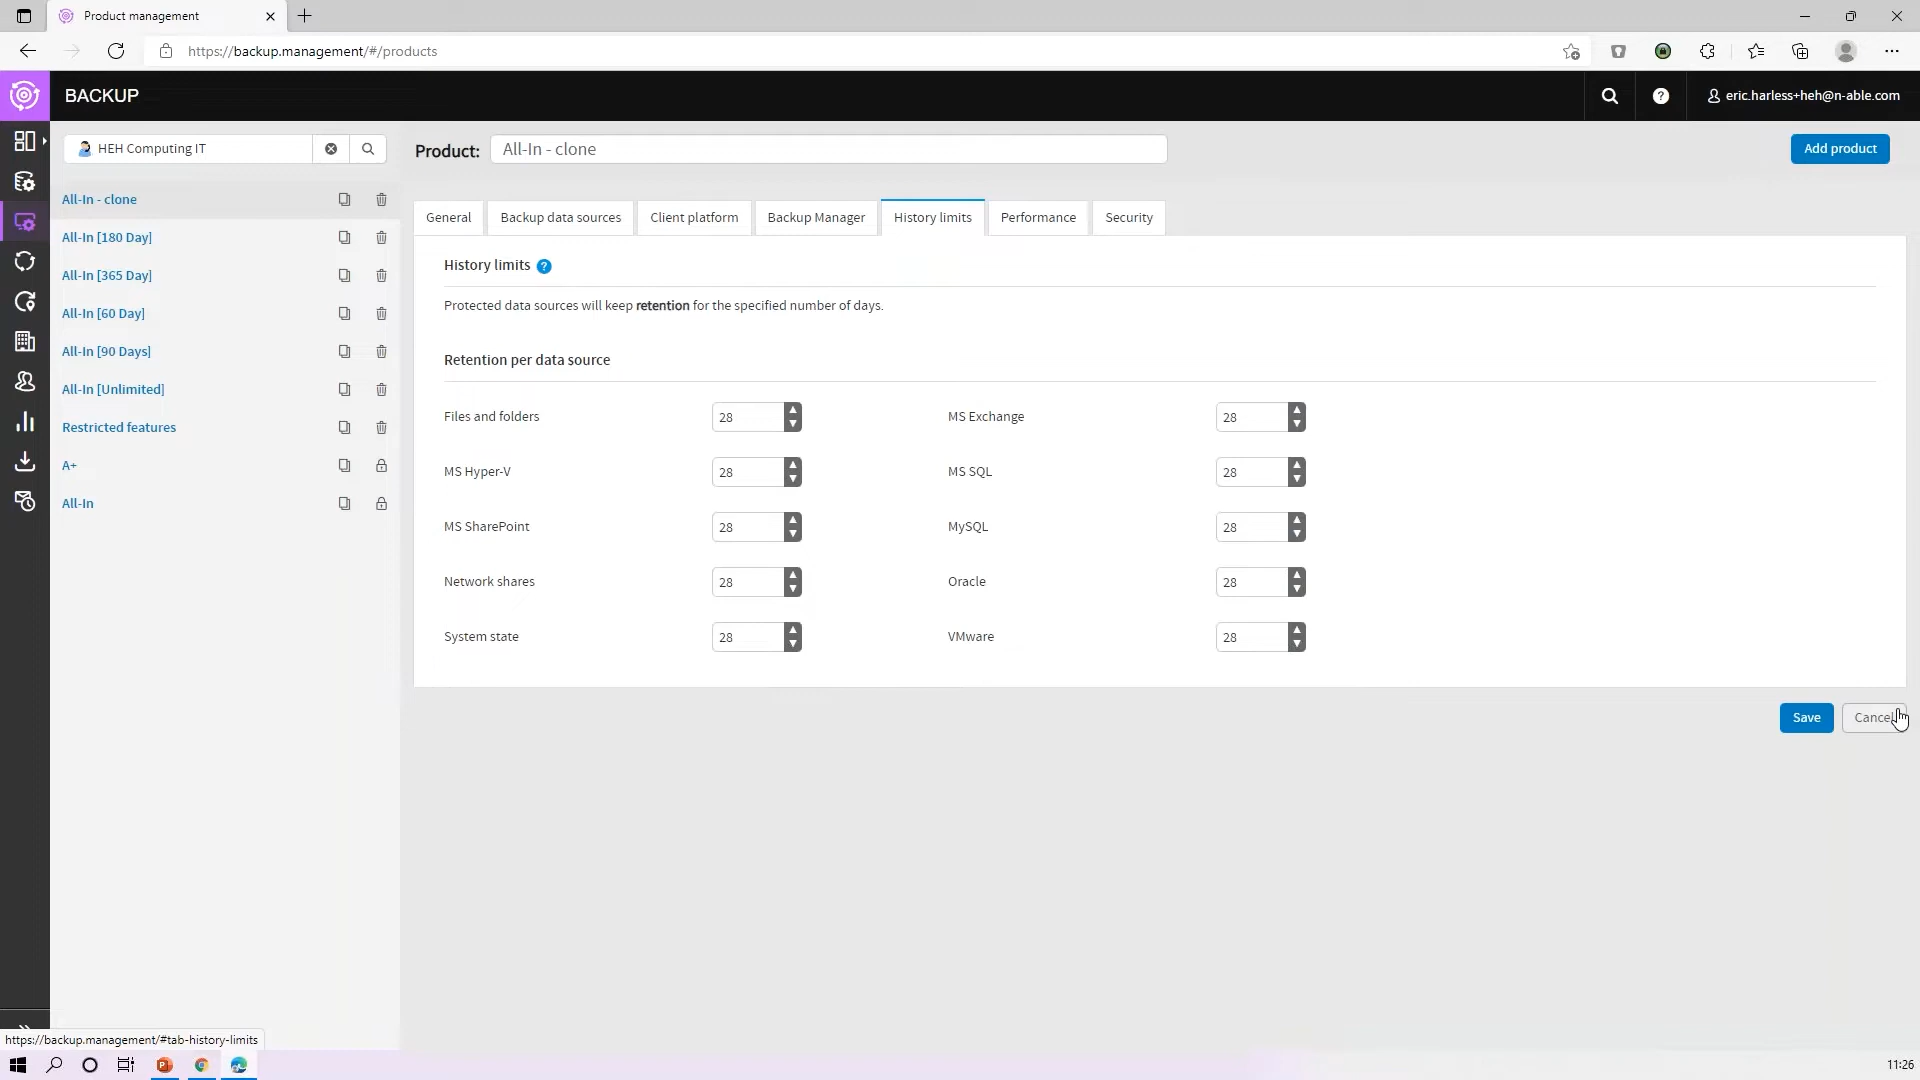 Product management
https://backup.management/#/products
BACKUP
eric.harless+heh@n-able.com
HEH Computing IT
Product:
All-In - clone
Add product
All-In - clone
All-In [180 Day]
All-In [365 Day]
All-In [60 Day]
All-In [90 Days]
All-In [Unlimited]
Restricted features
A+
All-In
General
Backup data sources
Client platform
Backup Manager
History limits
Performance
Security
History limits ?
Protected data sources will keep retention for the specified number of days.
Retention per data source
Files and folders 28 MS Exchange 28
MS Hyper-V 28 MS SQL 28
MS SharePoint 28 MySQL 28
Network shares 28 Oracle 28
System state 28 VMware 28
Save
Cancel
https://backup.management/#tab-history-limits
11:26